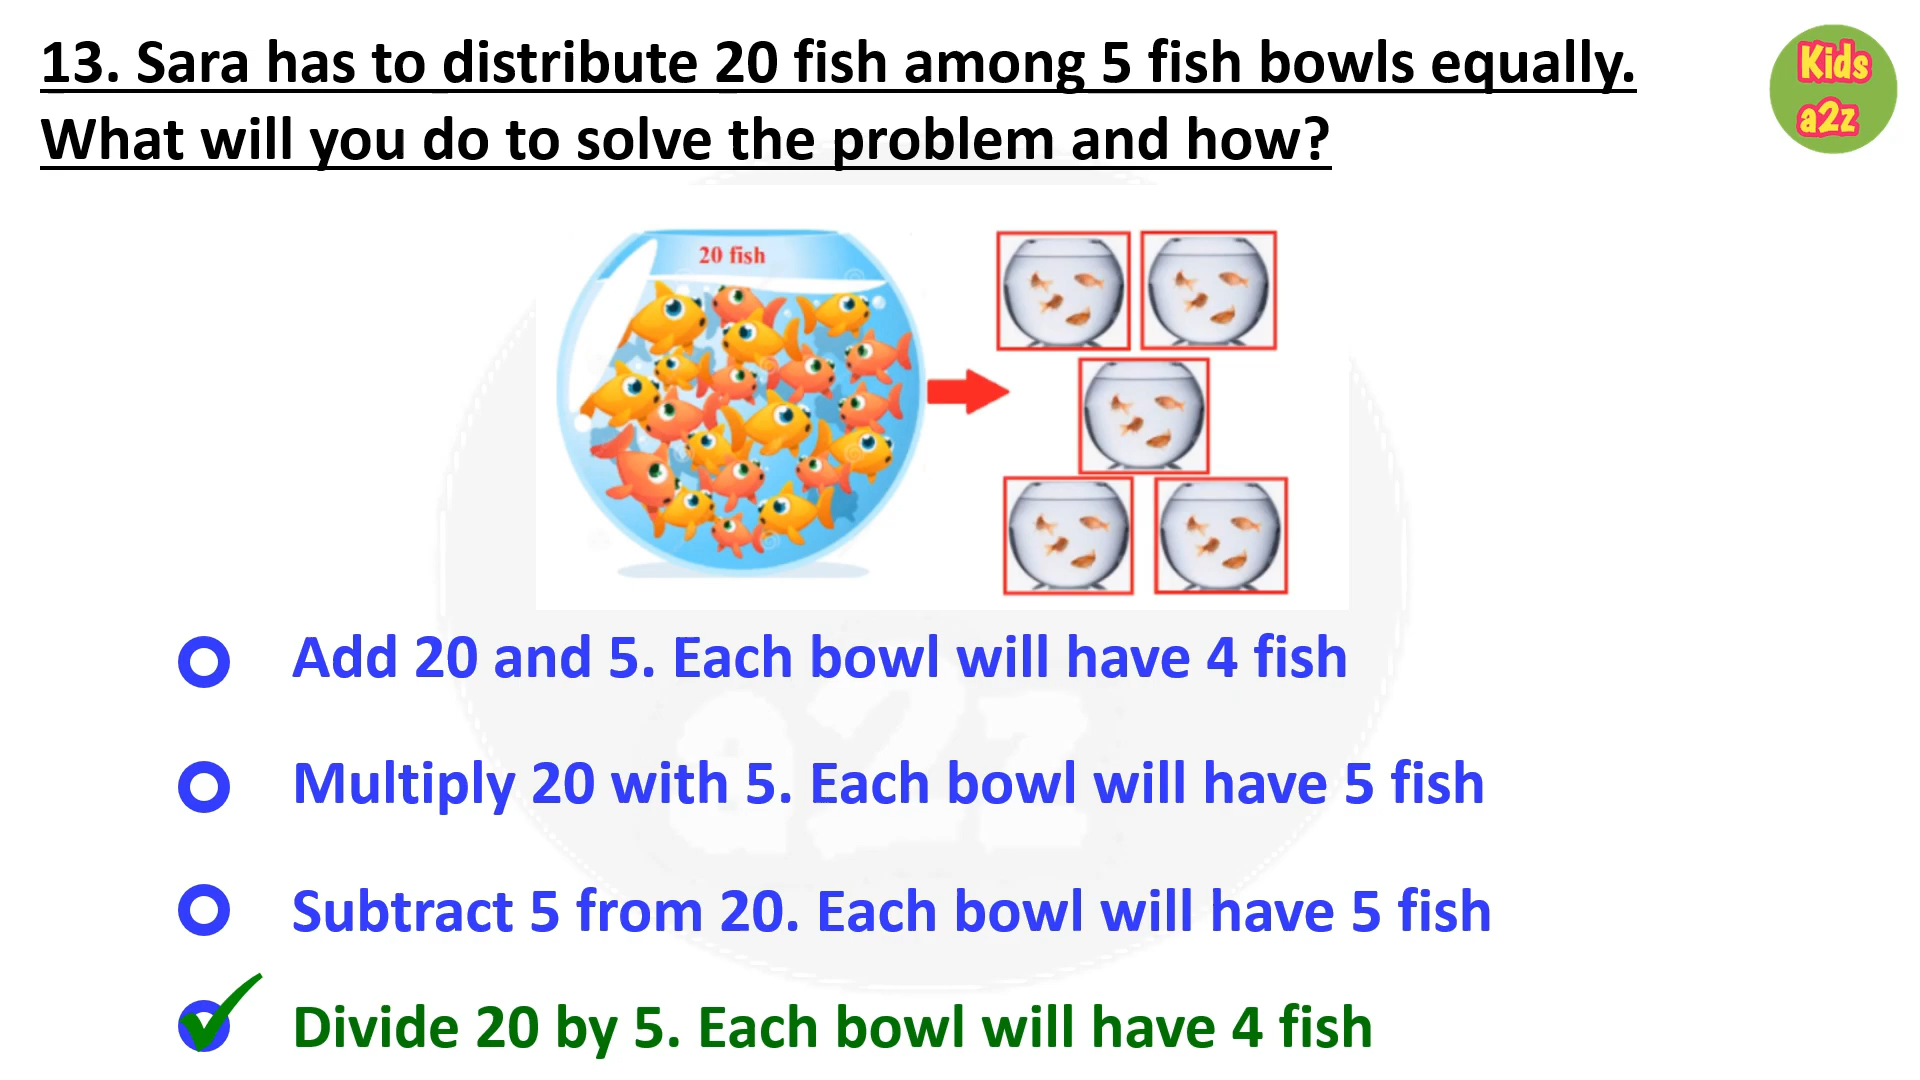 13. Sara has to distribute 20 fish among 5 fish bowls equally.
What will you do to solve the problem and how?
Kids
a2z
20 fish
Add 20 and 5. Each bowl will have 4 fish
Multiply 20 with 5. Each bowl will have 5 fish
Subtract 5 from 20. Each bowl will have 5 fish
Divide 20 by 5. Each bowl will have 4 fish
a2z